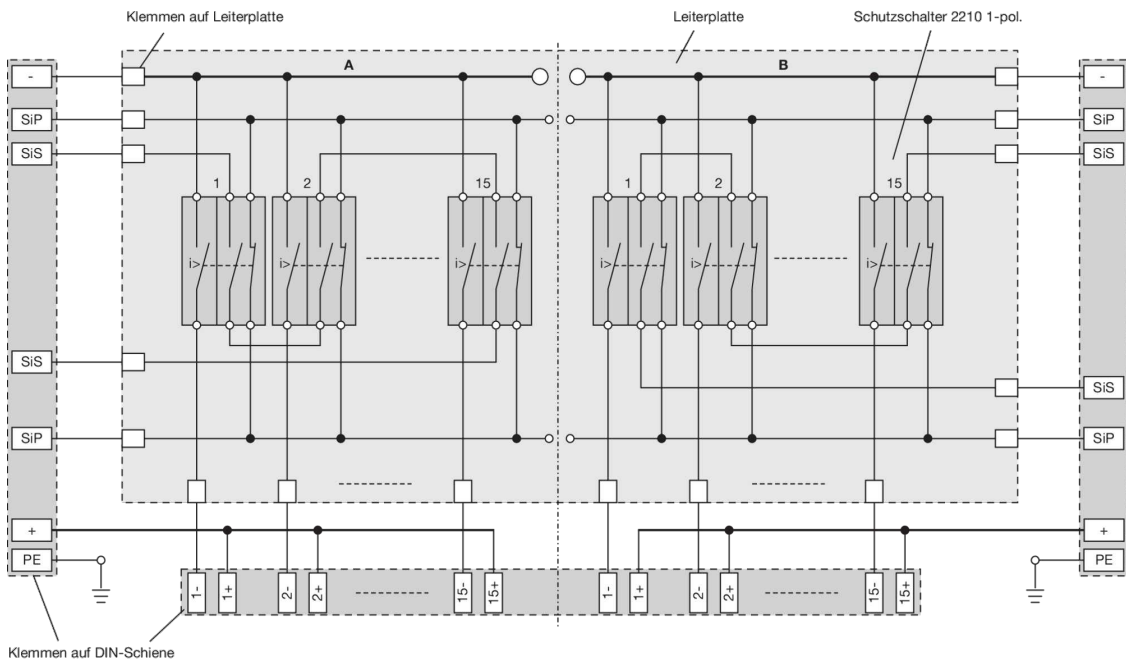 Klemmen auf Leiterplatte
Leiterplatte
Schutzschalter 2210 1-pol.
A
B
-
-
SiP
SiP
SiS
SiS
1
2
15
1
2
15
i>
i>
i>
i>
i>
i>
SiS
SiS
SiP
SiP
+
+
PE
PE
1-
1+
2-
2+
15-
15+
1-
1+
2-
2+
15-
15+
Klemmen auf DIN-Schiene